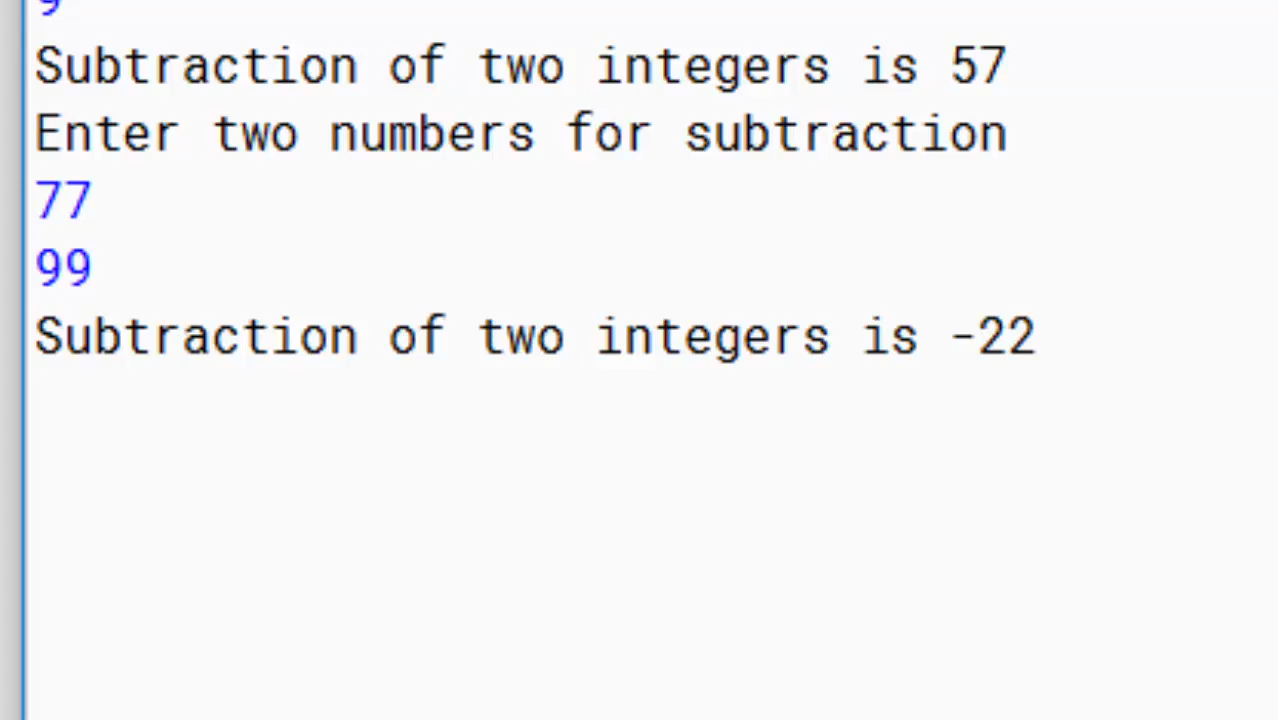 9
Subtraction of two integers is 57
Enter two numbers for subtraction
77
99
Subtraction of two integers is -22